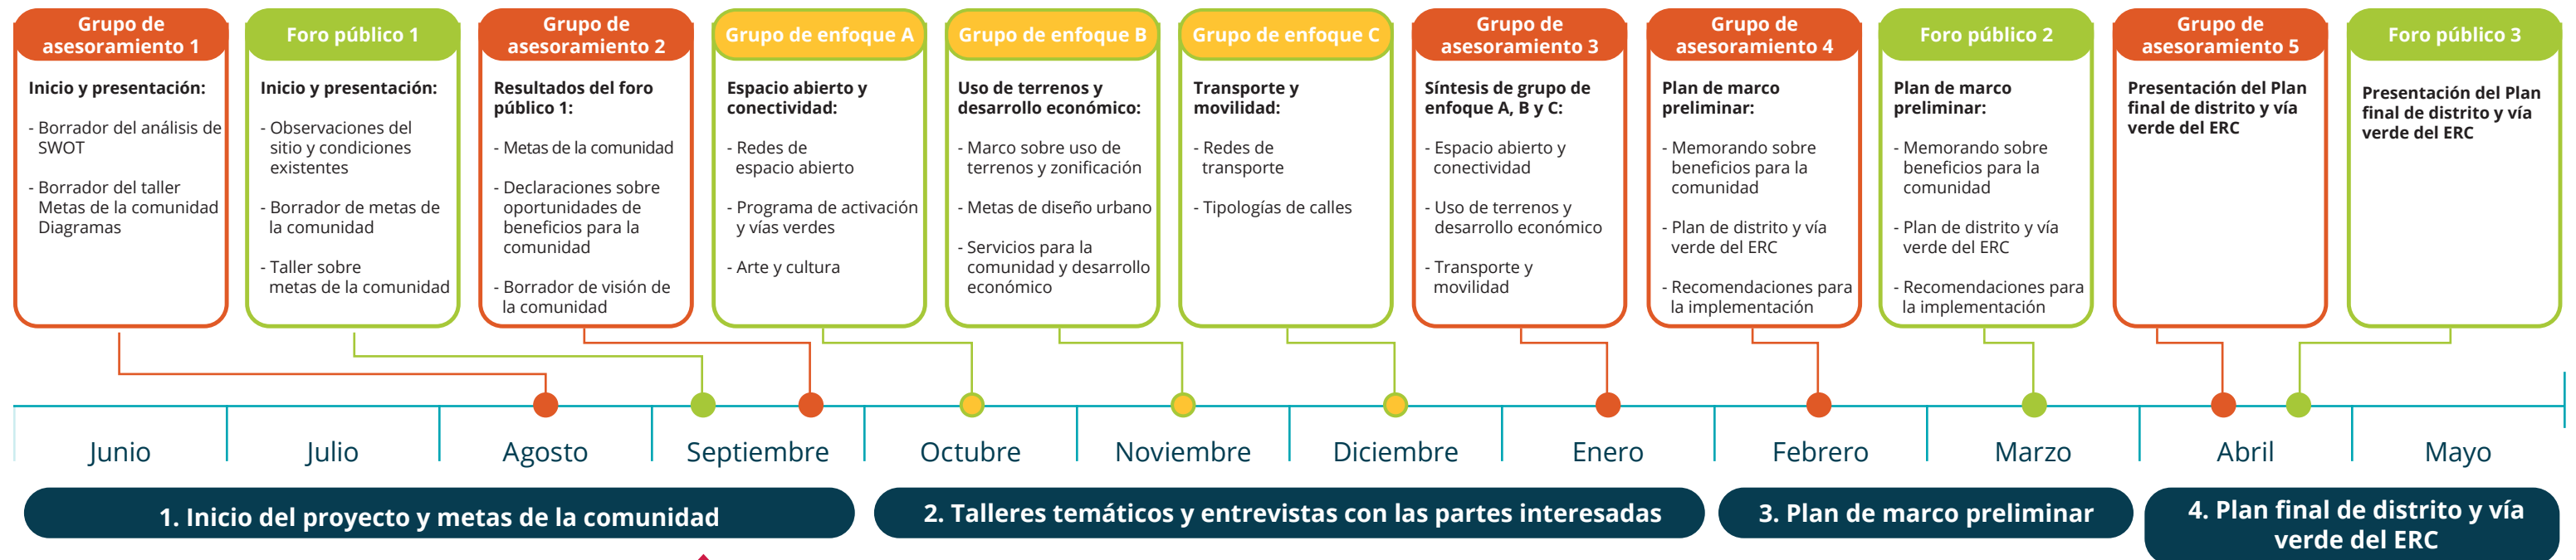 Grupo de
asesoramiento 1
Inicio y presentación:
- Borrador del análisis de
SWOT
- Borrador del taller
Metas de la comunidad
Diagramas
Foro público 1
Inicio y presentación:
- Observaciones del
sitio y condiciones
existentes
- Borrador de metas de
la comunidad
- Taller sobre
metas de la comunidad
Grupo de
asesoramiento 2
Resultados del foro
público 1:
- Metas de la comunidad
- Declaraciones sobre
oportunidades de
beneficios para la
comunidad
- Borrador de visión de
la comunidad
Grupo de enfoque A
Espacio abierto y
conectividad:
- Redes de
espacio abierto
- Programa de activación
y vías verdes
- Arte y cultura
Grupo de enfoque B
Uso de terrenos y
desarrollo económico:
- Marco sobre uso de
terrenos y zonificación
- Metas de diseño urbano
- Servicios para la
comunidad y desarrollo
económico
Grupo de enfoque C
Transporte y
movilidad:
- Redes de
transporte
- Tipologías de calles
Grupo de
asesoramiento 3
Síntesis de grupo de
enfoque A, B y C:
- Espacio abierto y
conectividad
- Uso de terrenos y
desarrollo económico
- Transporte y
movilidad
Grupo de
asesoramiento 4
Plan de marco
preliminar:
- Memorando sobre
beneficios para la
comunidad
- Plan de distrito y vía
verde del ERC
- Recomendaciones para
la implementación
Foro público 2
Plan de marco
preliminar:
- Memorando sobre
beneficios para la
comunidad
- Plan de distrito y vía
verde del ERC
- Recomendaciones para
la implementación
Grupo de
asesoramiento 5
Presentación del Plan
final de distrito y vía
verde del ERC
Foro público 3
Presentación del Plan
final de distrito y vía
verde del ERC
Junio
Julio
Agosto
Septiembre
Octubre
Noviembre
Diciembre
Enero
Febrero
Marzo
Abril
Mayo
1. Inicio del proyecto y metas de la comunidad
2. Talleres temáticos y entrevistas con las partes interesadas
3. Plan de marco preliminar
4. Plan final de distrito y vía
verde del ERC